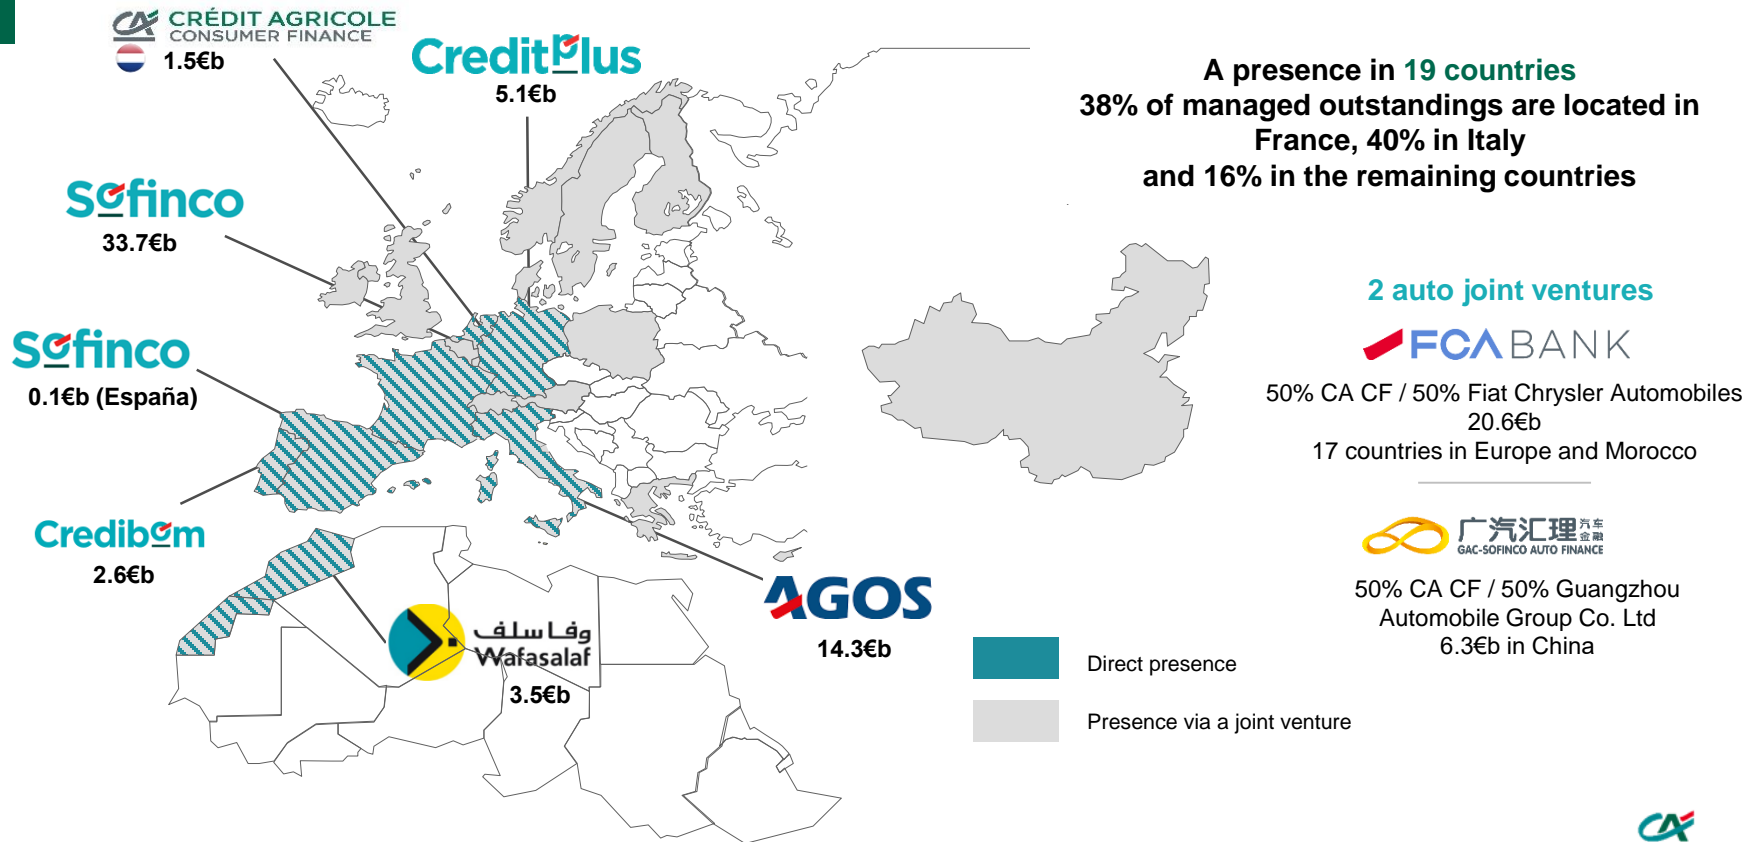 CRÉDIT AGRICOLE
CONSUMER FINANCE
1.5€b
CreditPlus
5.1€b
Sofinco
33.7€b
Sofinco
0.1€b (España)
Credibom
2.6€b
وفا سلف
Wafasalaf
3.5€b
AGOS
14.3€b
Direct presence
Presence via a joint venture
A presence in 19 countries
38% of managed outstandings are located in
France, 40% in Italy
and 16% in the remaining countries
2 auto joint ventures
FCA BANK
50% CA CF / 50% Fiat Chrysler Automobiles
20.6€b
17 countries in Europe and Morocco
广汽汇理 汽车金融
GAC-SOFINCO AUTO FINANCE
50% CA CF / 50% Guangzhou
Automobile Group Co. Ltd
6.3€b in China